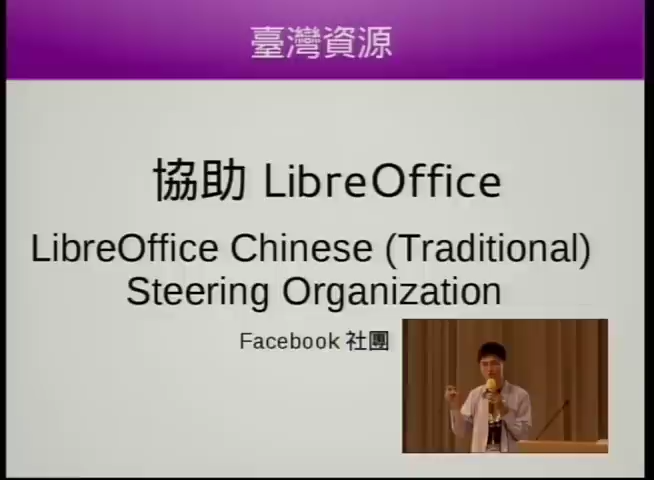 臺灣資源
協助 LibreOffice
LibreOffice Chinese (Traditional)
Steering Organization
Facebook 社團